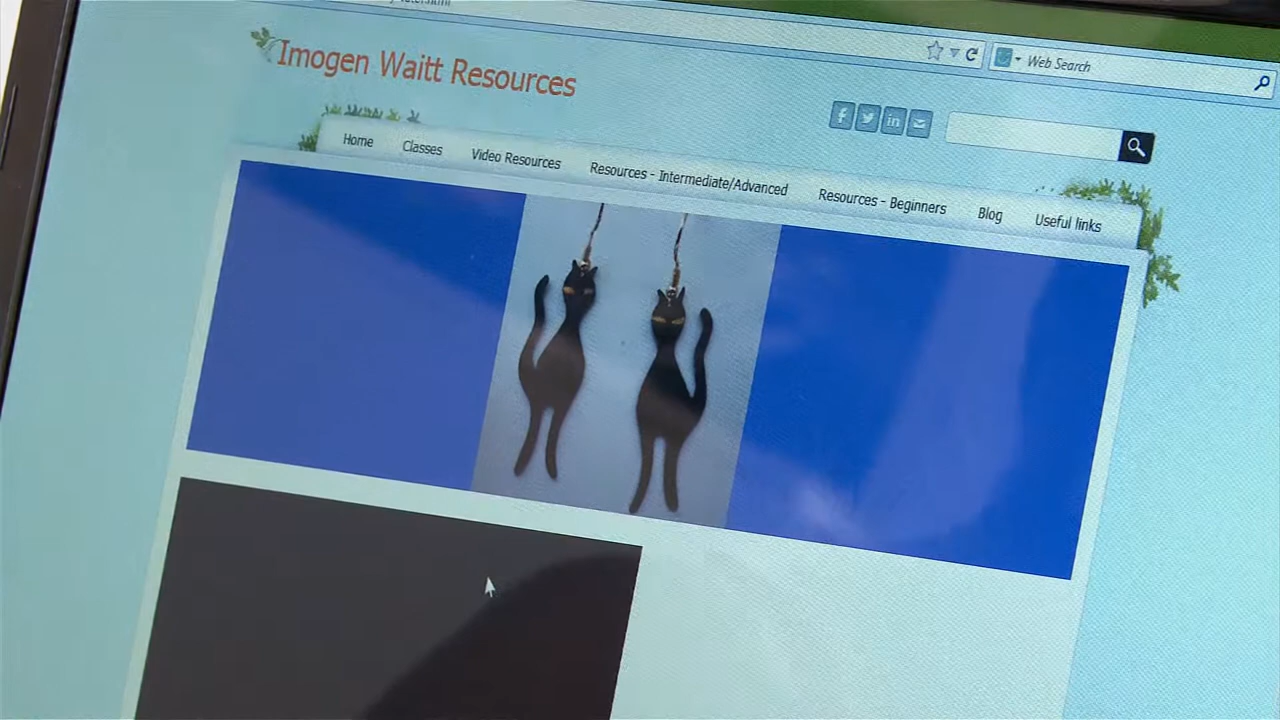 Web Search
Imogen Waitt Resources
Home Classes Video Resources Resources - Intermediate/Advanced Resources - Beginners Blog Useful links